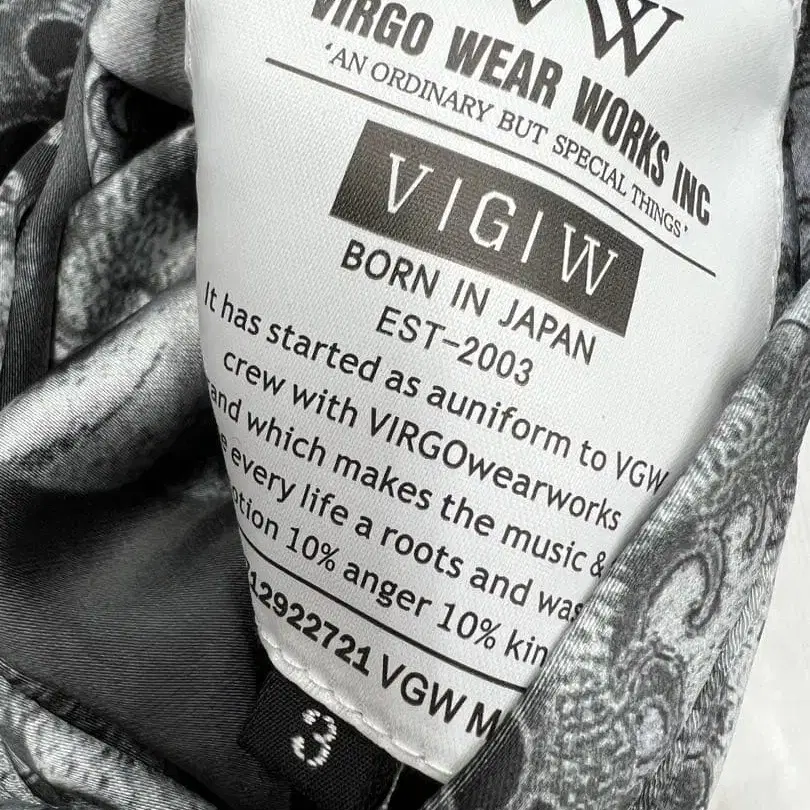 VW
VIRGO WEAR WORKS INC
‘AN ORDINARY BUT SPECIAL THINGS’
V|G|W
BORN IN JAPAN
EST-2003
It has started as auniform to VGW
crew with VIRGOwearworks
and which makes the music &
every life a roots and was
10% anger 10% kin
12922721 VGW M
3